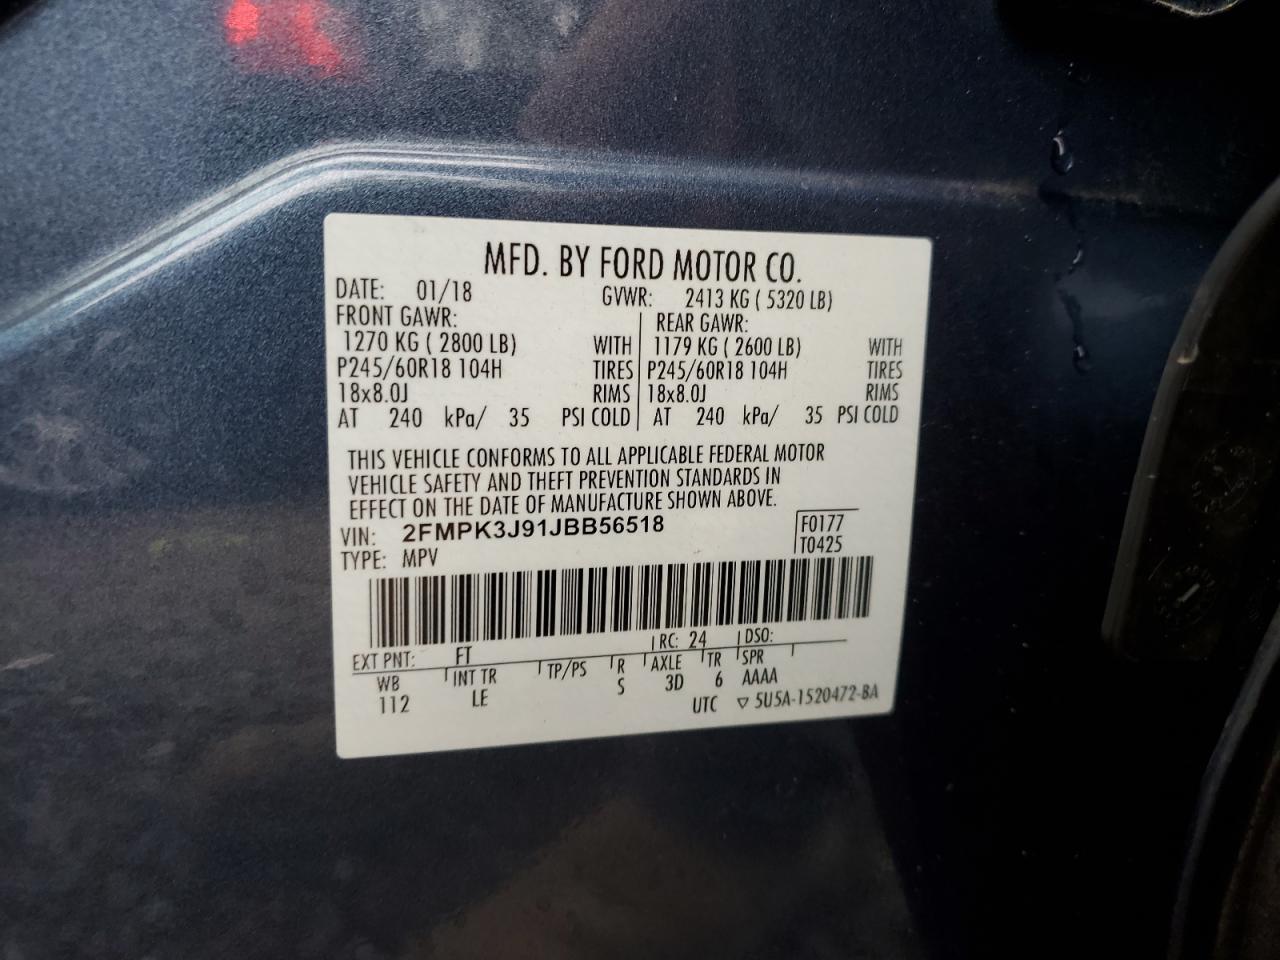 MFD. BY FORD MOTOR CO.
DATE: 01/18 GVWR: 2413 KG ( 5320 LB)
FRONT GAWR: REAR GAWR:
1270 KG ( 2800 LB) WITH 1179 KG ( 2600 LB) WITH
P245/60R18 104H TIRES P245/60R18 104H TIRES
18x8.0J RIMS 18x8.0J RIMS
AT 240 kPa/ 35 PSI COLD AT 240 kPa/ 35 PSI COLD
THIS VEHICLE CONFORMS TO ALL APPLICABLE FEDERAL MOTOR
VEHICLE SAFETY AND THEFT PREVENTION STANDARDS IN
EFFECT ON THE DATE OF MANUFACTURE SHOWN ABOVE.
VIN: 2FMPK3J91JBB56518 F0177
TYPE: MPV T0425
EXT PNT: FT RC: 24 DSO:
WB INT TR TP/PS R AXLE TR SPR
112 LE S 3D 6 AAAA
UTC ▽ 5U5A-1520472-BA